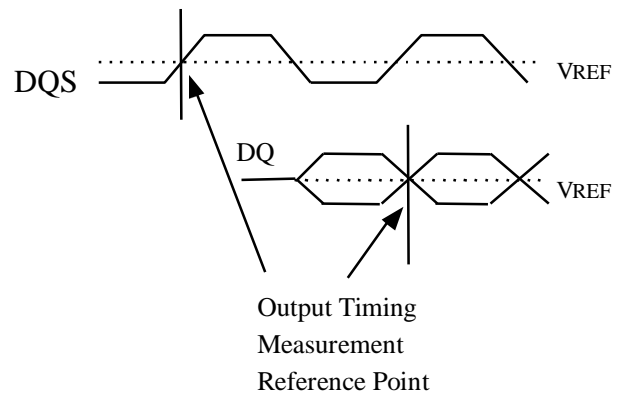 DQS
VREF
DQ
VREF
Output Timing
Measurement
Reference Point